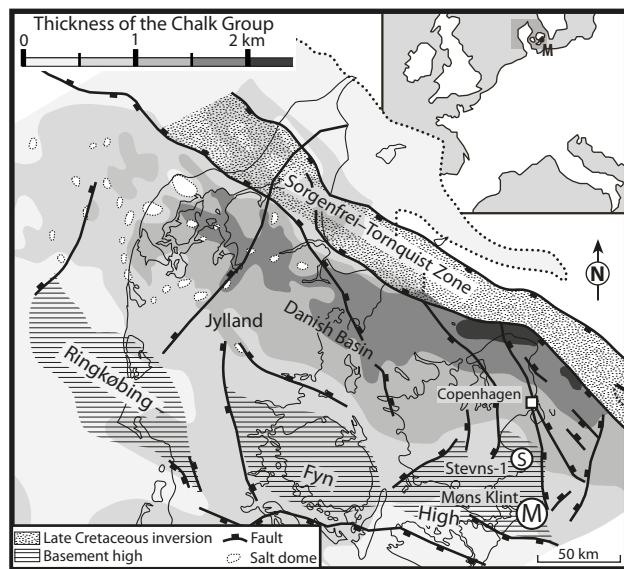 Thickness of the Chalk Group
0 1 2 km
M
Sorgenfrei–Tornquist Zone
N
Jylland
Danish Basin
Ringkøbing
Copenhagen
Stevns-1
S
Fyn
Møns Klint
M
High
Late Cretaceous inversion
Fault
Basement high
Salt dome
50 km